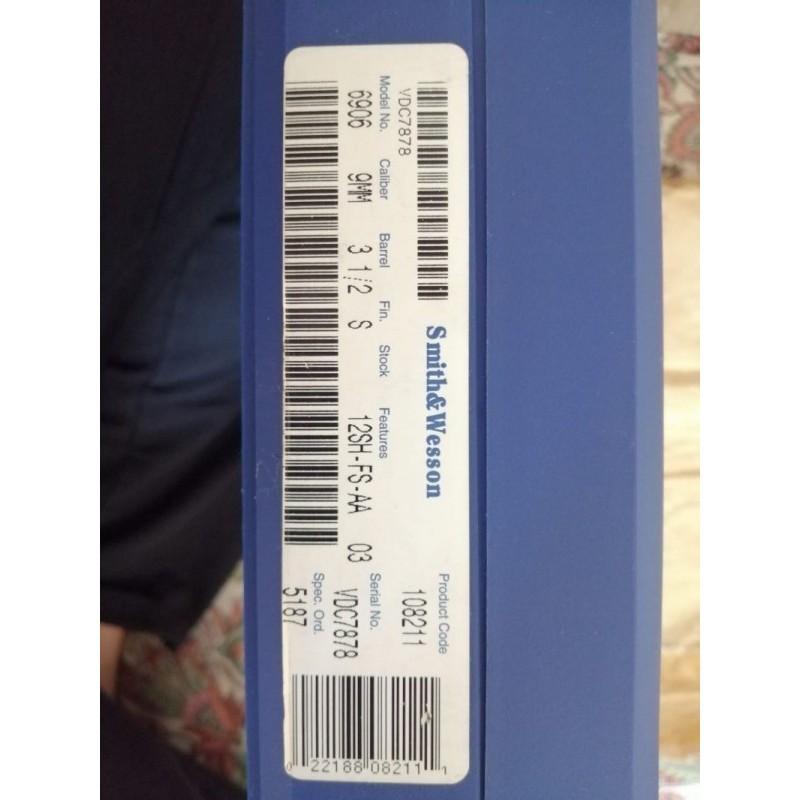 VDC7878
Smith&Wesson
Product Code
108211
Model No. Caliber Barrel Fin. Stock Features Serial No.
6906 9MM 3 1/2 S 12SH-FS-AA 03 VDC7878
Spec. Ord.
5187
0 22188 08211 1